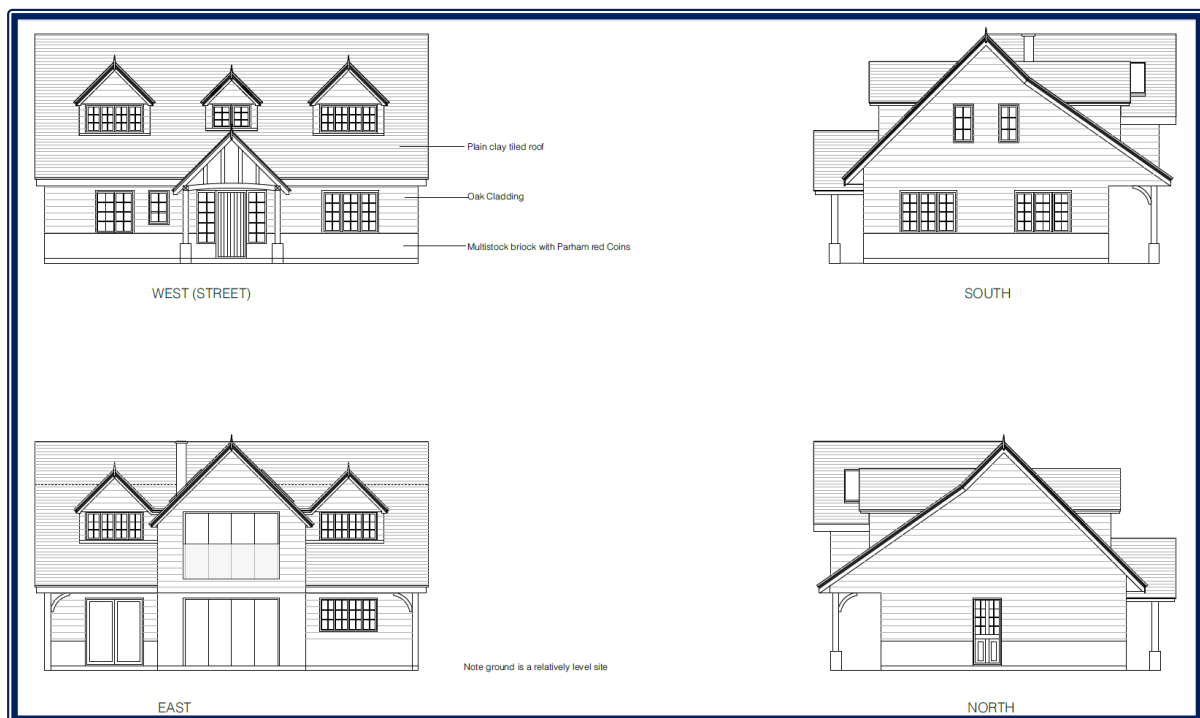 Plain clay tiled roof
Oak Cladding
Multistock briock with Parham red Coins
WEST (STREET)
SOUTH
Note ground is a relatively level site
EAST
NORTH